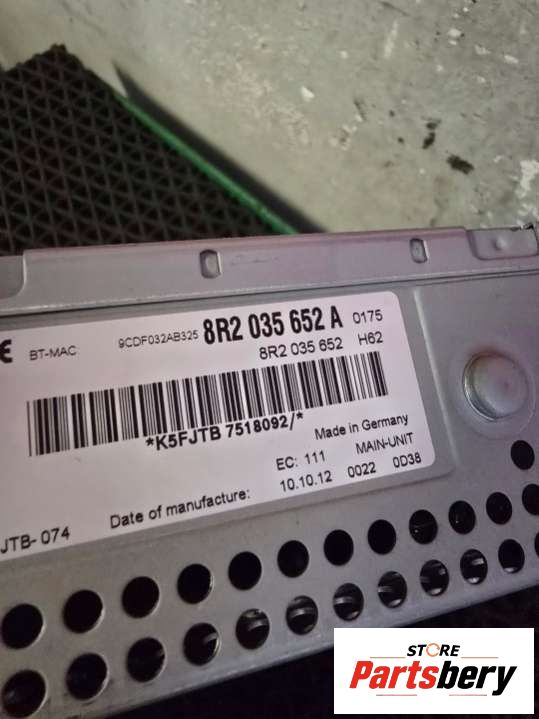 CE BT-MAC: 9CDF032AB325 8R2 035 652 A 0175
8R2 035 652 H62
*K5FJTB 7518092/*
Made in Germany
EC: 111 MAIN-UNIT
JTB- 074 Date of manufacture: 10.10.12 0022 0D38
STORE
Partsbery